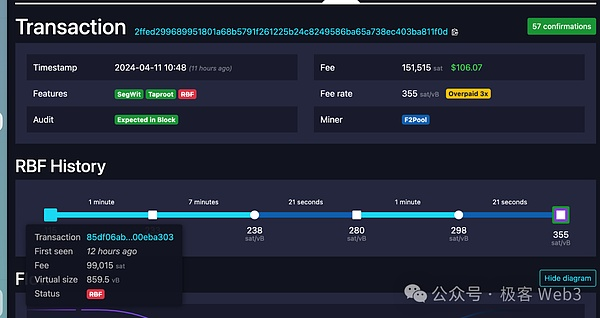 Transaction 2ffed299689951801a68b5791f261225b24c8249586ba65a738ec403ba811f0d 57 confirmations
Timestamp 2024-04-11 10:48 (11 hours ago) Fee 151,515 sat $106.07
Features SegWit Taproot RBF Fee rate 355 sat/vB Overpaid 3x
Audit Expected in Block Miner F2Pool
RBF History
1 minute 7 minutes 21 seconds 1 minute 21 seconds
238 280 298 355
sat/vB sat/vB sat/vB sat/vB
Transaction 85df06ab...00eba303
First seen 12 hours ago
Fee 99,015 sat
Virtual size 859.5 vB
Status RBF
Hide diagram
公众号 · 极客 Web3